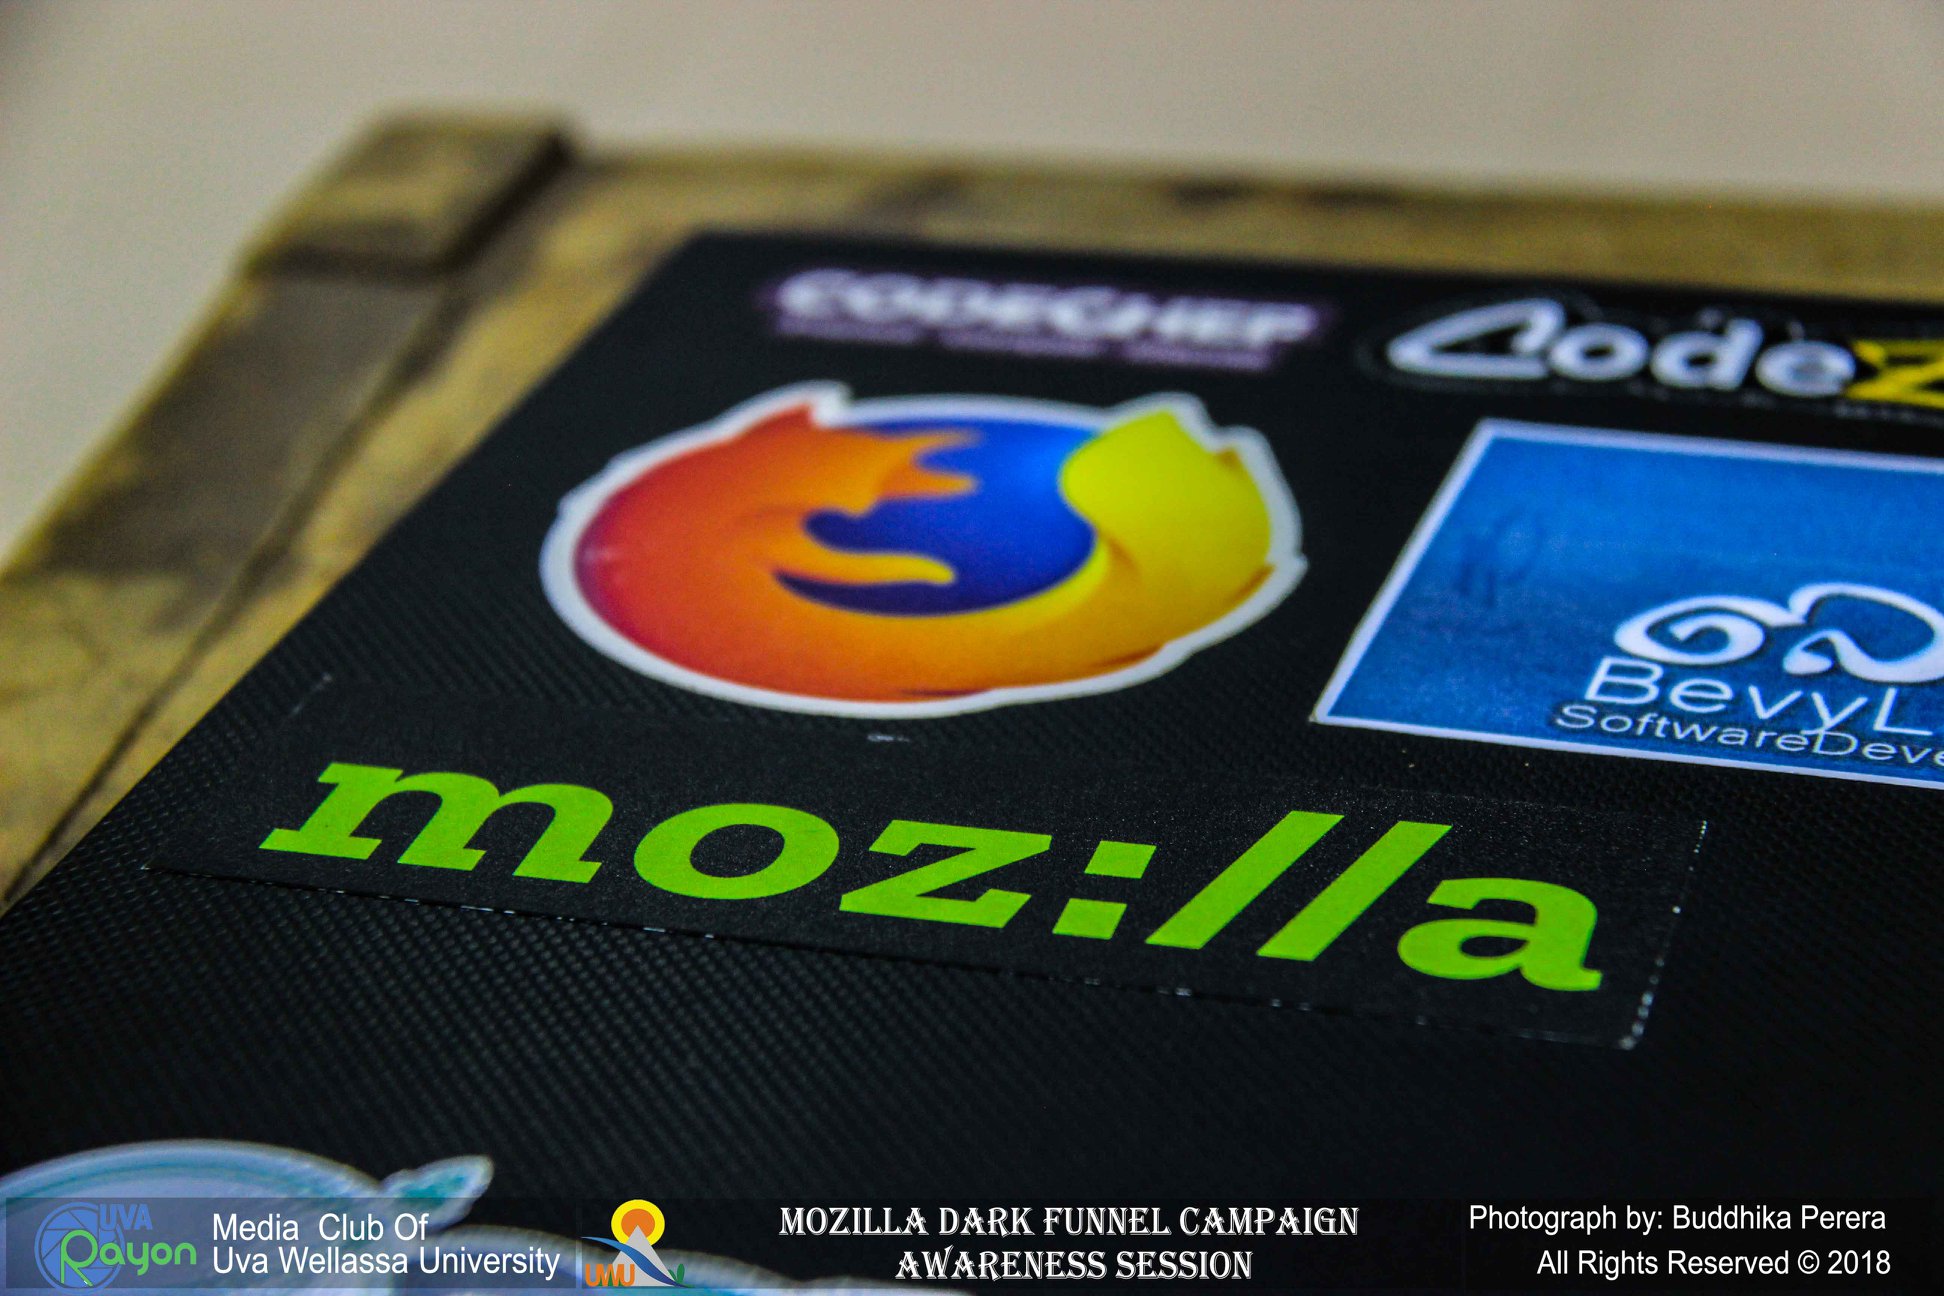 CODECHEF
CodeZ
BevyL
SoftwareDeve
moz://a
UVA
Rayon
Media Club Of
Uva Wellassa University
UWU
MOZILLA DARK FUNNEL CAMPAIGN
AWARENESS SESSION
Photograph by: Buddhika Perera
All Rights Reserved © 2018